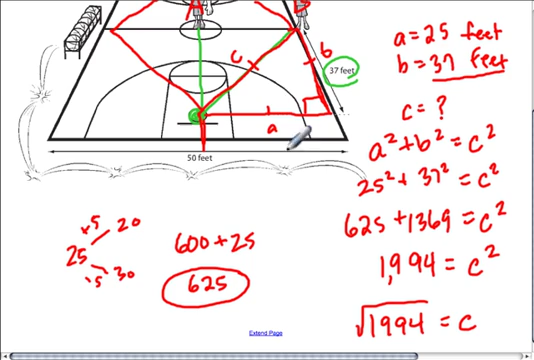 A
B
c
b
37 feet
a
50 feet
a = 25 feet
b = 37 feet
c = ?
a² + b² = c²
25² + 37² = c²
625 + 1369 = c²
1,994 = c²
√1994 = c
+5 20
25
-5 30
600 + 25
625
Extend Page